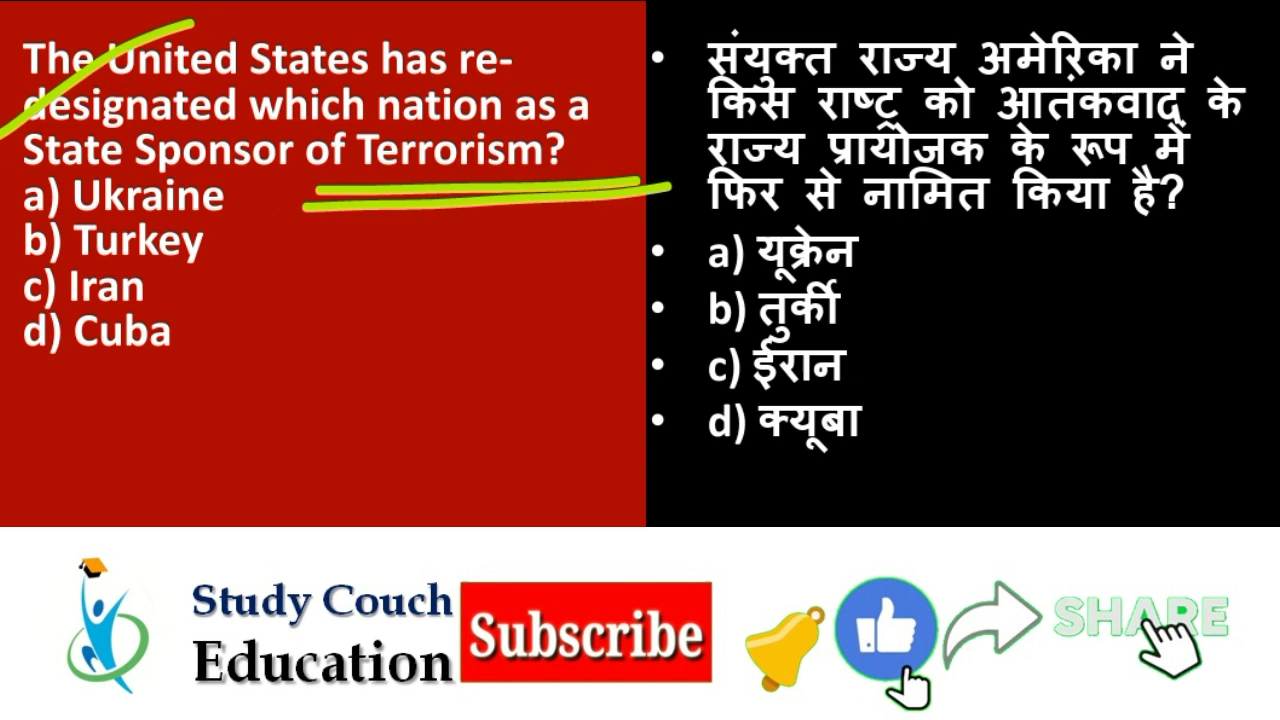 The United States has re-
designated which nation as a
State Sponsor of Terrorism?
a) Ukraine
b) Turkey
c) Iran
d) Cuba
• संयुक्त राज्य अमेरिका ने
किस राष्ट्र को आतंकवाद के
राज्य प्रायोजक के रूप में
फिर से नामित किया है?
• a) यूक्रेन
• b) तुर्की
• c) ईरान
• d) क्यूबा
Study Couch
Education
Subscribe
SHARE